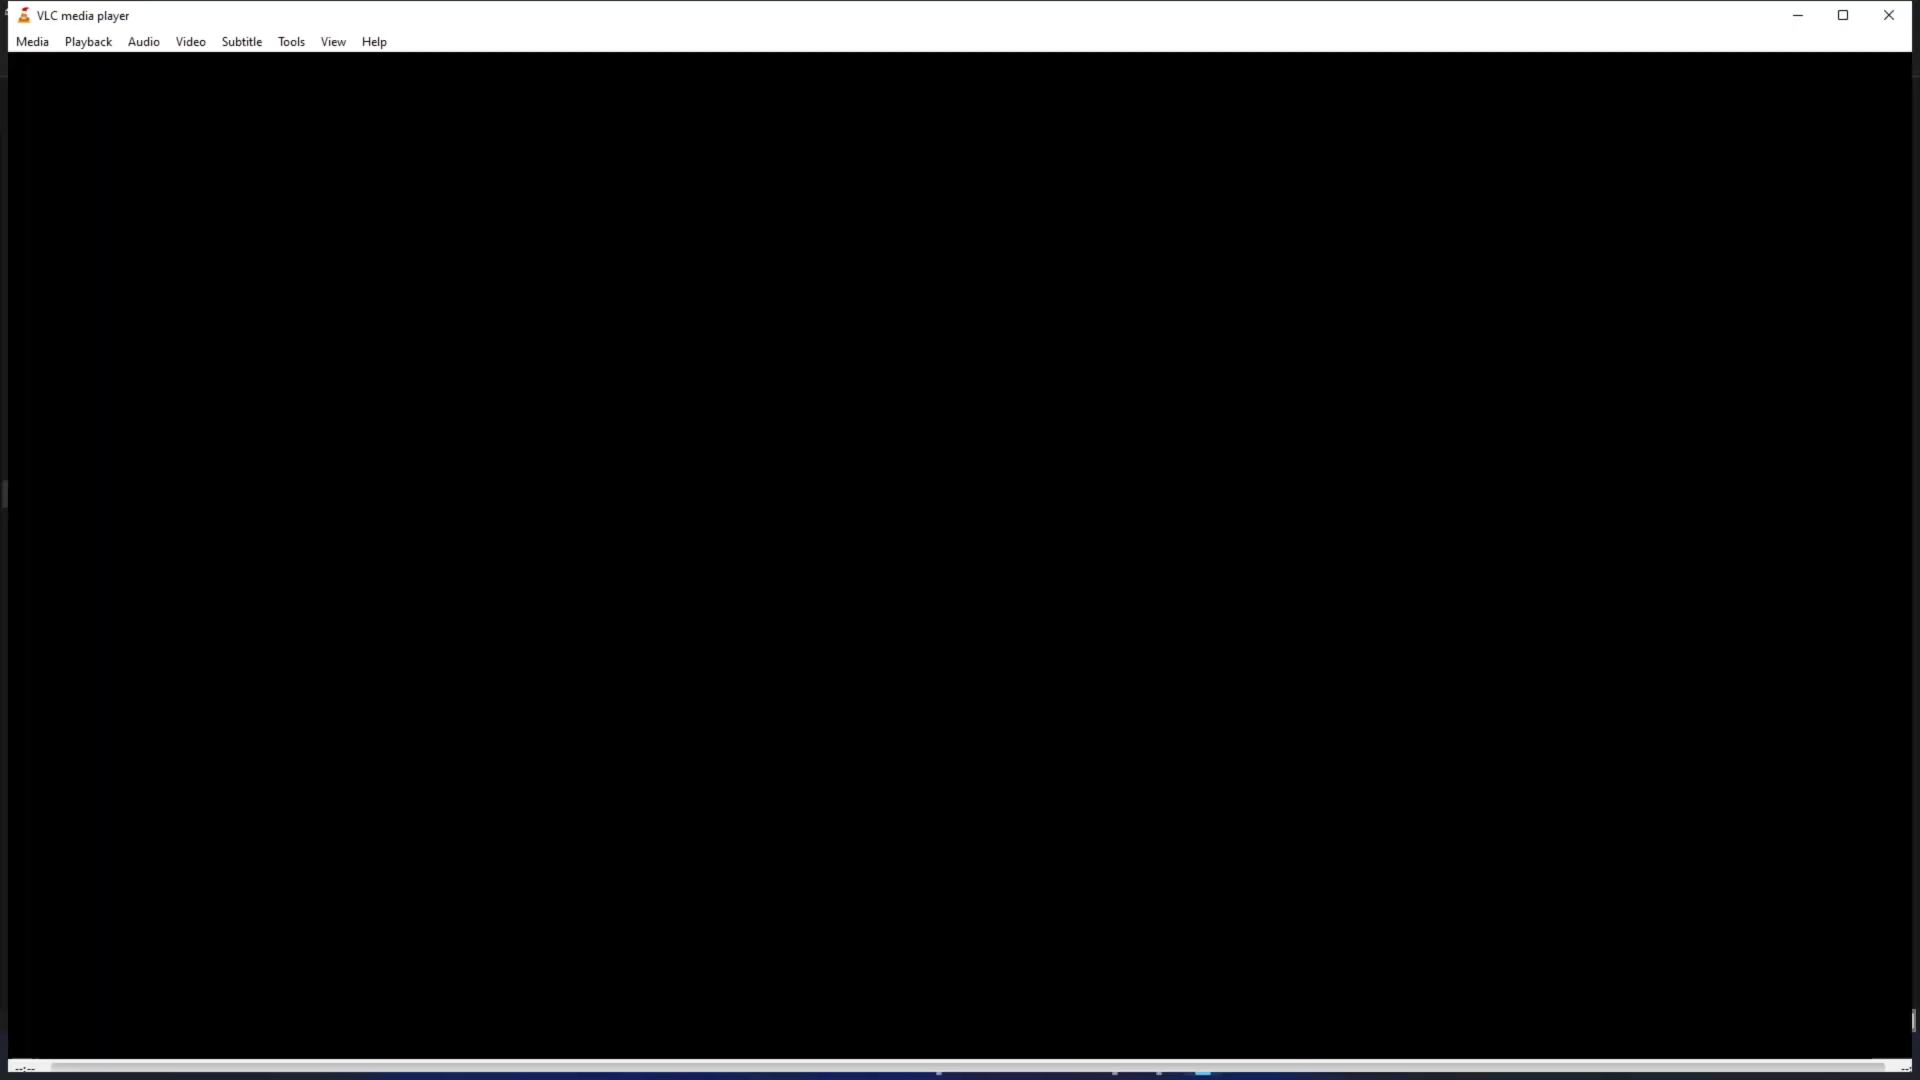 VLC media player
Media Playback Audio Video Subtitle Tools View Help
--:--